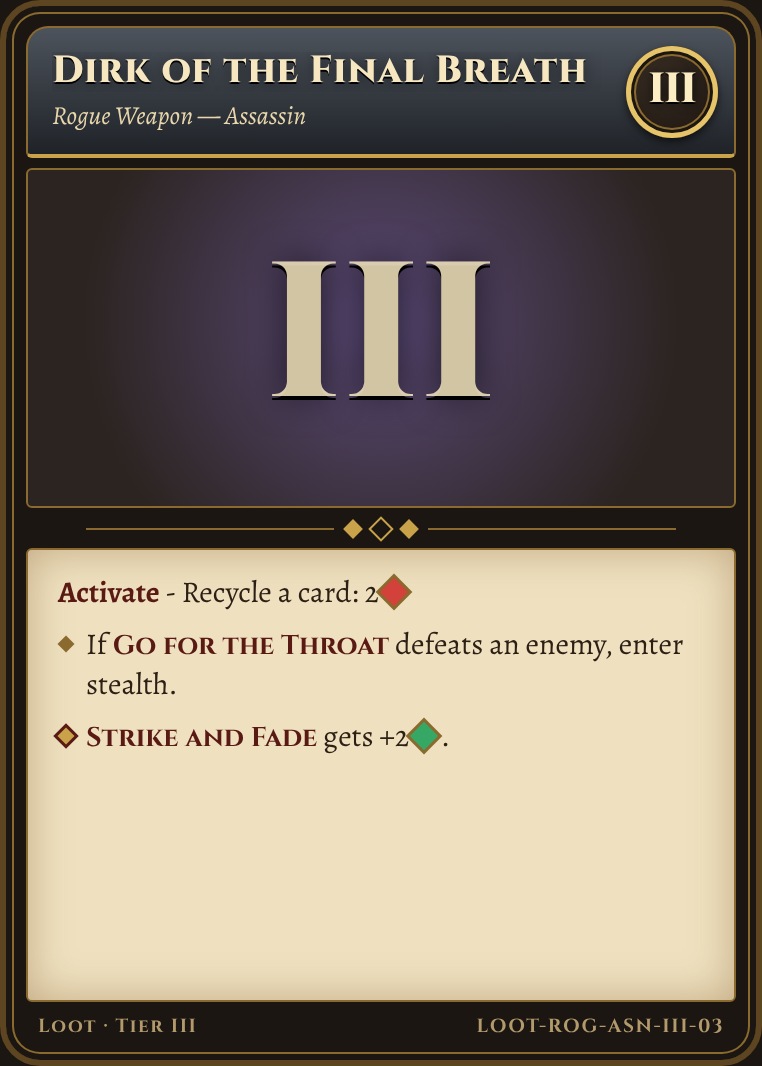 Dirk of the Final Breath
Rogue Weapon — Assassin
III
III
Activate - Recycle a card: 2
If Go for the Throat defeats an enemy, enter
stealth.
Strike and Fade gets +2.
Loot · Tier III
LOOT-ROG-ASN-III-03